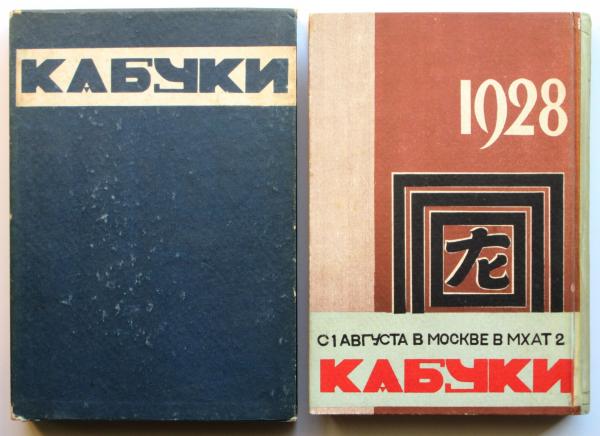 КАБУКИ
1928
左
С 1 АВГУСТА В МОСКВЕ В МХАТ 2
КАБУКИ